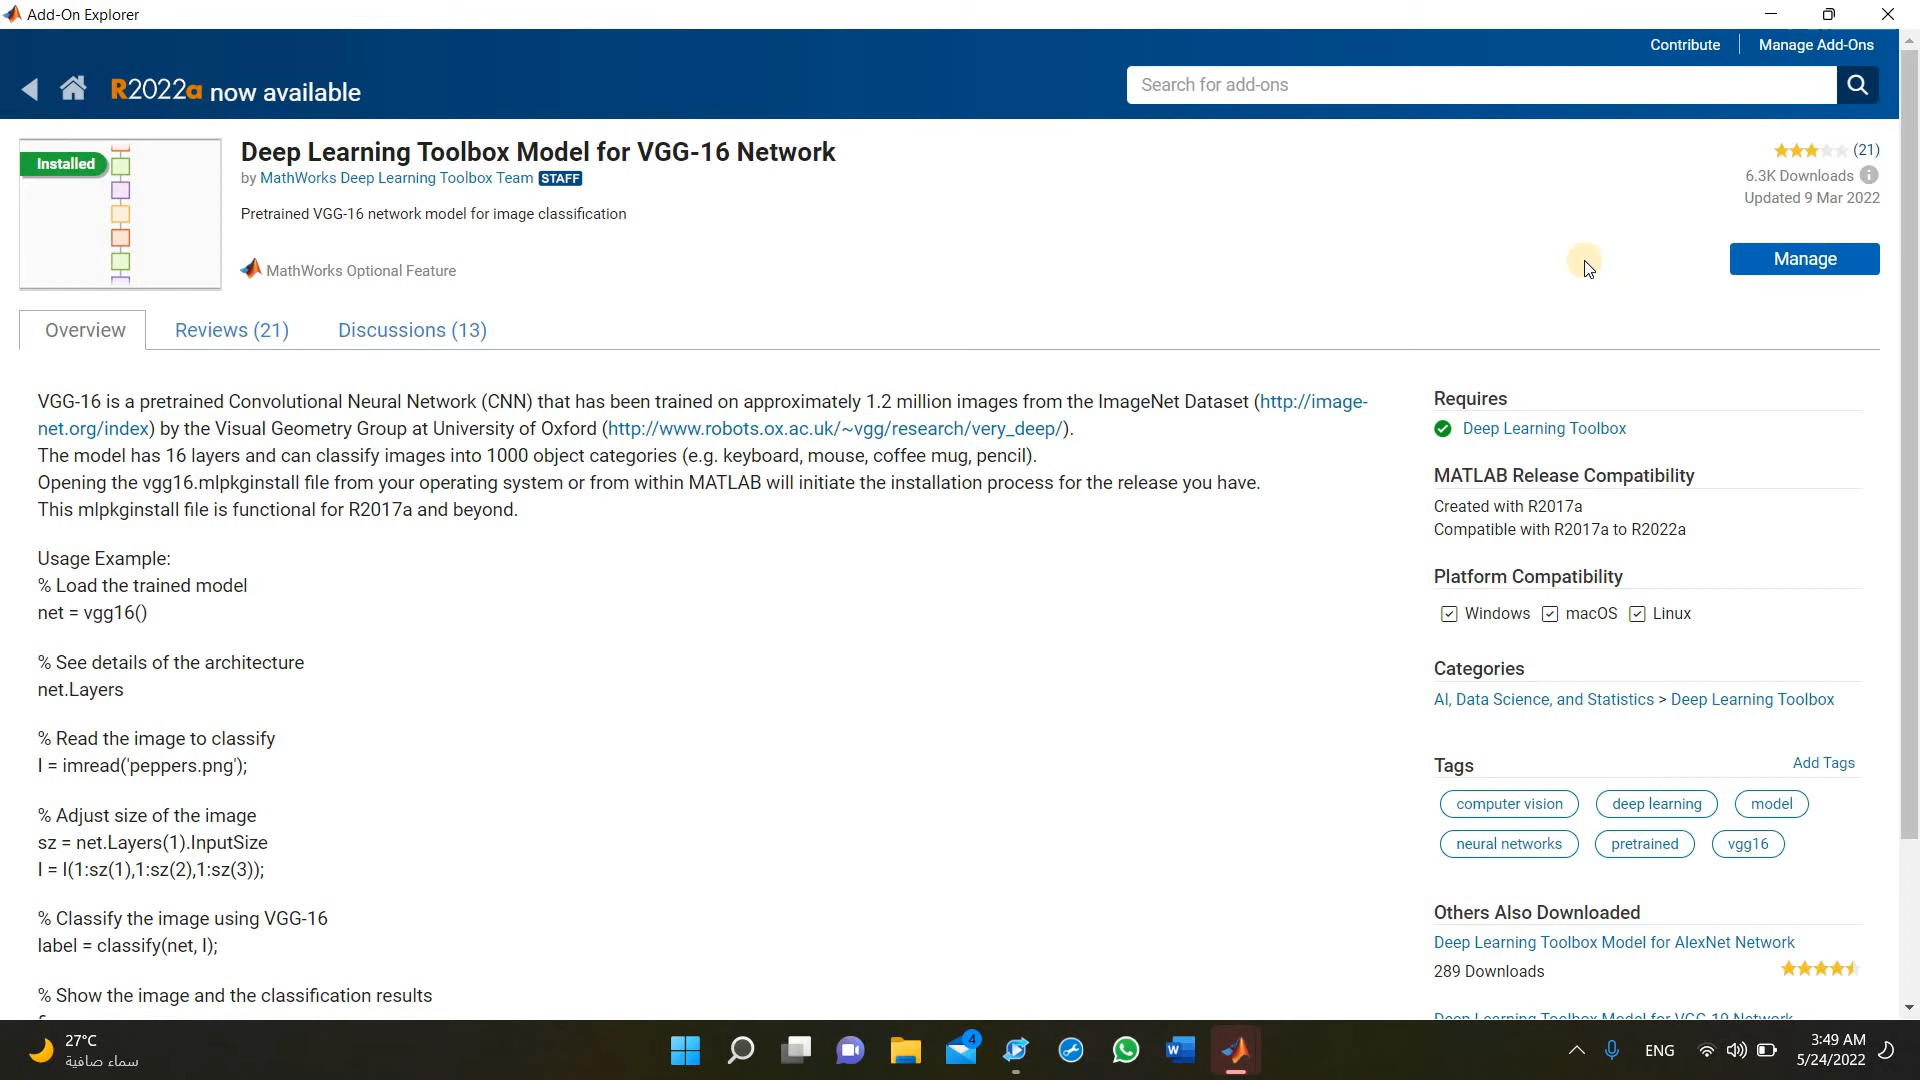 Add-On Explorer
Contribute
Manage Add-Ons
R2022a now available
Search for add-ons
Installed
Deep Learning Toolbox Model for VGG-16 Network
by MathWorks Deep Learning Toolbox Team STAFF
Pretrained VGG-16 network model for image classification
MathWorks Optional Feature
(21)
6.3K Downloads
Updated 9 Mar 2022
Manage
Overview
Reviews (21)
Discussions (13)
VGG-16 is a pretrained Convolutional Neural Network (CNN) that has been trained on approximately 1.2 million images from the ImageNet Dataset (http://image-
net.org/index) by the Visual Geometry Group at University of Oxford (http://www.robots.ox.ac.uk/~vgg/research/very_deep/).
The model has 16 layers and can classify images into 1000 object categories (e.g. keyboard, mouse, coffee mug, pencil).
Opening the vgg16.mlpkginstall file from your operating system or from within MATLAB will initiate the installation process for the release you have.
This mlpkginstall file is functional for R2017a and beyond.
Usage Example:
% Load the trained model
net = vgg16()
% See details of the architecture
net.Layers
% Read the image to classify
I = imread('peppers.png');
% Adjust size of the image
sz = net.Layers(1).InputSize
I = I(1:sz(1),1:sz(2),1:sz(3));
% Classify the image using VGG-16
label = classify(net, I);
% Show the image and the classification results
Requires
Deep Learning Toolbox
MATLAB Release Compatibility
Created with R2017a
Compatible with R2017a to R2022a
Platform Compatibility
Windows macOS Linux
Categories
AI, Data Science, and Statistics > Deep Learning Toolbox
Tags
Add Tags
computer vision
deep learning
model
neural networks
pretrained
vgg16
Others Also Downloaded
Deep Learning Toolbox Model for AlexNet Network
289 Downloads
Deep Learning Toolbox Model for VGG-19 Network
27°C
سماء صافية
4
ENG
3:49 AM
5/24/2022